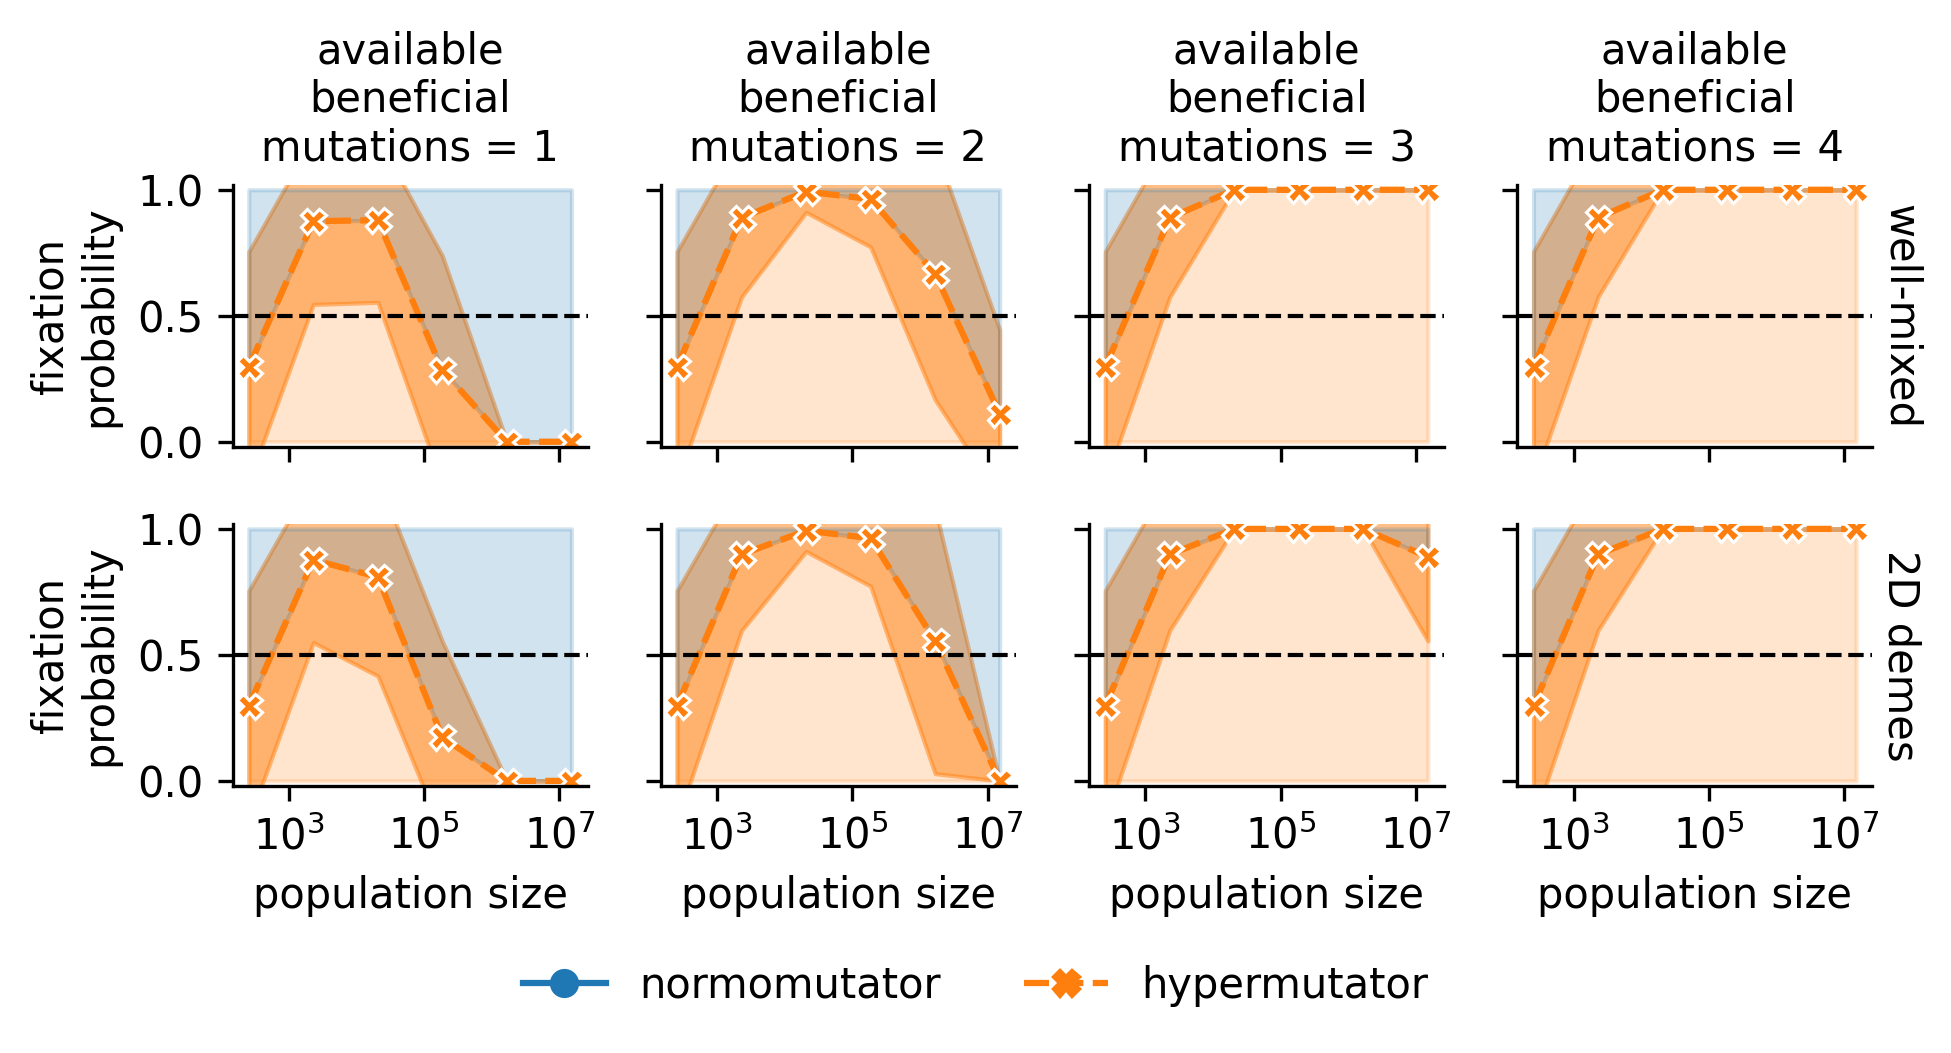 available
beneficial
mutations = 1
available
beneficial
mutations = 2
available
beneficial
mutations = 3
available
beneficial
mutations = 4
fixation
probability
1.0
0.5
0.0
well-mixed
fixation
probability
1.0
0.5
0.0
2D demes
10³ 10⁵ 10⁷
10³ 10⁵ 10⁷
10³ 10⁵ 10⁷
10³ 10⁵ 10⁷
population size
population size
population size
population size
normomutator
hypermutator